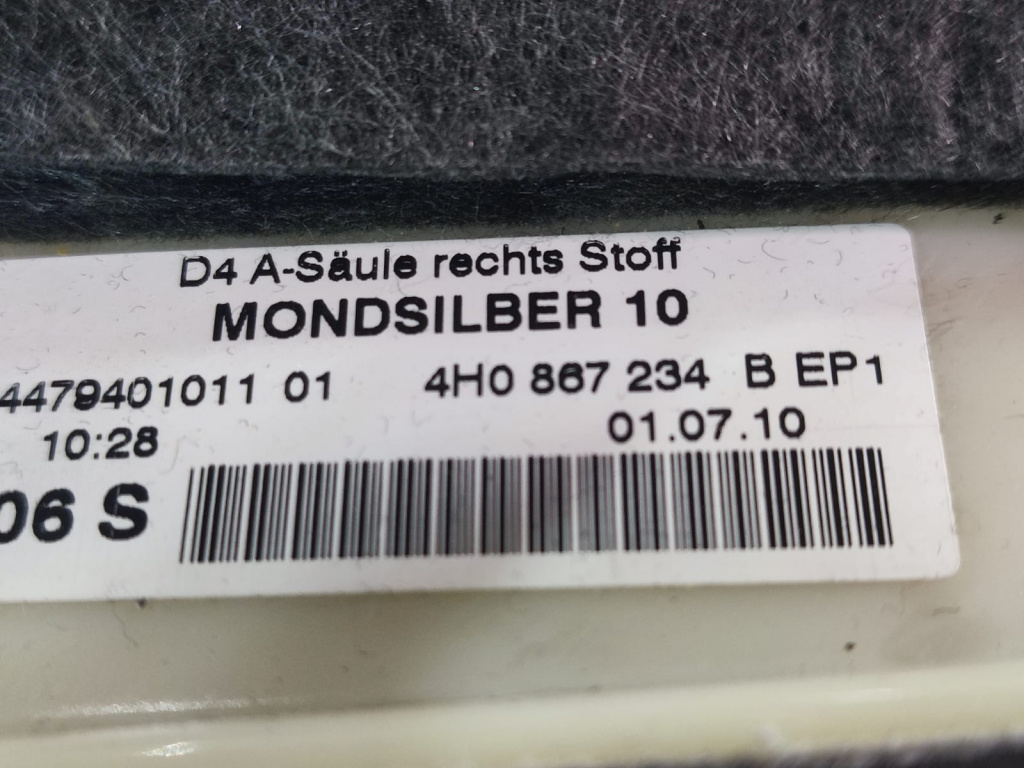 D4 A-Säule rechts Stoff
MONDSILBER 10
4479401011 01 4H0 867 234 B EP1
10:28 01.07.10
06 S